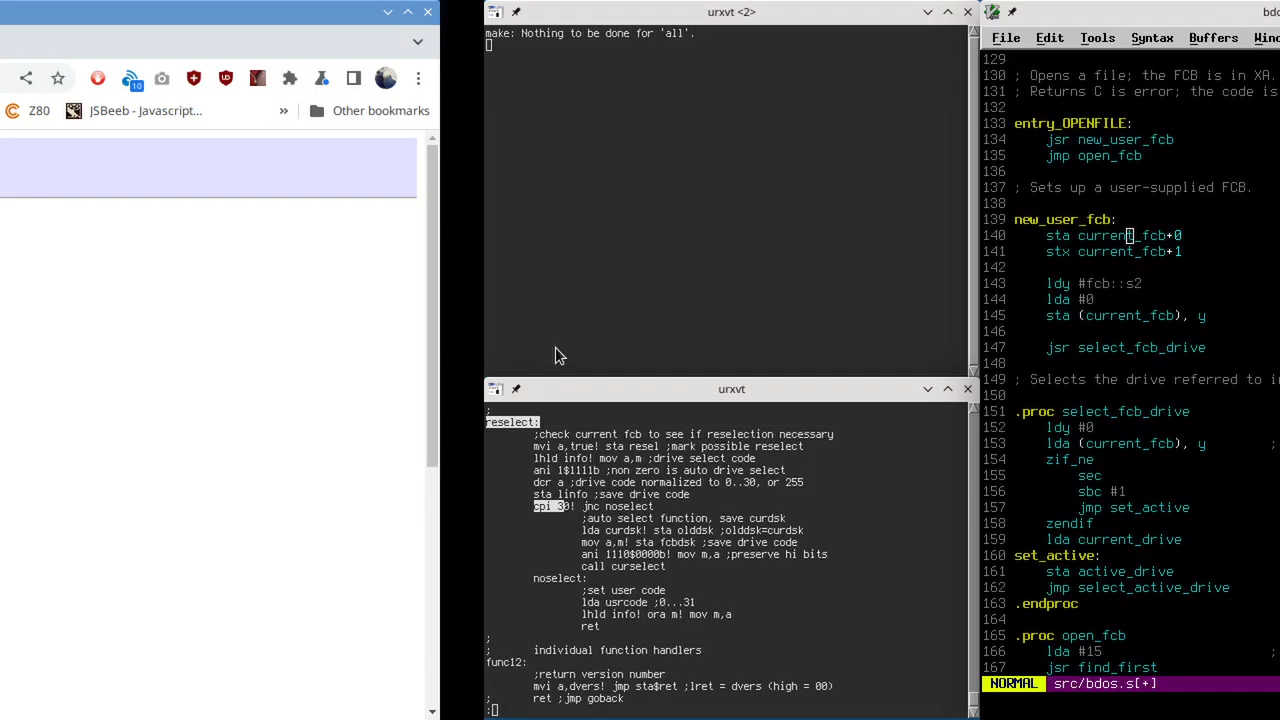 10
Z80
JSBeeb - Javascript...
»
Other bookmarks
urxvt <2>
make: Nothing to be done for 'all'.
urxvt
;
reselect:
;check current fcb to see if reselection necessary
mvi a,true! sta resel ;mark possible reselect
lhld info! mov a,m ;drive select code
ani 1$1111b ;non zero is auto drive select
dcr a ;drive code normalized to 0..30, or 255
sta linfo ;save drive code
cpi 30! jnc noselect
;auto select function, save curdsk
lda curdsk! sta olddsk ;olddsk=curdsk
mov a,m! sta fcbdsk ;save drive code
ani 1110$0000b! mov m,a ;preserve hi bits
call curselect
noselect:
;set user code
lda usrcode ;0...31
lhld info! ora m! mov m,a
ret
;
; individual function handlers
func12:
;return version number
mvi a,dvers! jmp sta$ret ;lret = dvers (high = 00)
; ret ;jmp goback
:
bdos
File Edit Tools Syntax Buffers
129
130 ; Opens a file; the FCB is in XA.
131 ; Returns C is error; the code is
132
133 entry_OPENFILE:
134 jsr new_user_fcb
135 jmp open_fcb
136
137 ; Sets up a user-supplied FCB.
138
139 new_user_fcb:
140 sta current_fcb+0
141 stx current_fcb+1
142
143 ldy #fcb::s2
144 lda #0
145 sta (current_fcb), y
146
147 jsr select_fcb_drive
148
149 ; Selects the drive referred to
150
151 .proc select_fcb_drive
152 ldy #0
153 lda (current_fcb), y ;
154 zif_ne
155 sec
156 sbc #1
157 jmp set_active
158 zendif
159 lda current_drive
160 set_active:
161 sta active_drive
162 jmp select_active_drive
163 .endproc
164
165 .proc open_fcb
166 lda #15 ;
167 jsr find_first
NORMAL src/bdos.s[+]